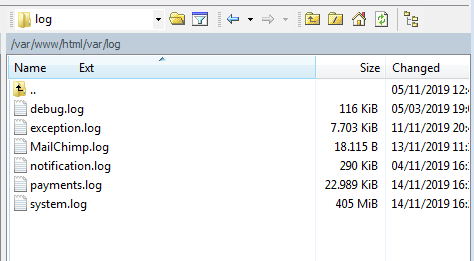 log
/var/www/html/var/log
Name Ext Size Changed
.. 05/11/2019 12:
debug.log 116 KiB 05/03/2019 19:
exception.log 7.703 KiB 11/11/2019 20:
MailChimp.log 18.115 B 13/11/2019 11:
notification.log 290 KiB 04/11/2019 16:
payments.log 22.989 KiB 14/11/2019 16:
system.log 405 MiB 14/11/2019 16: